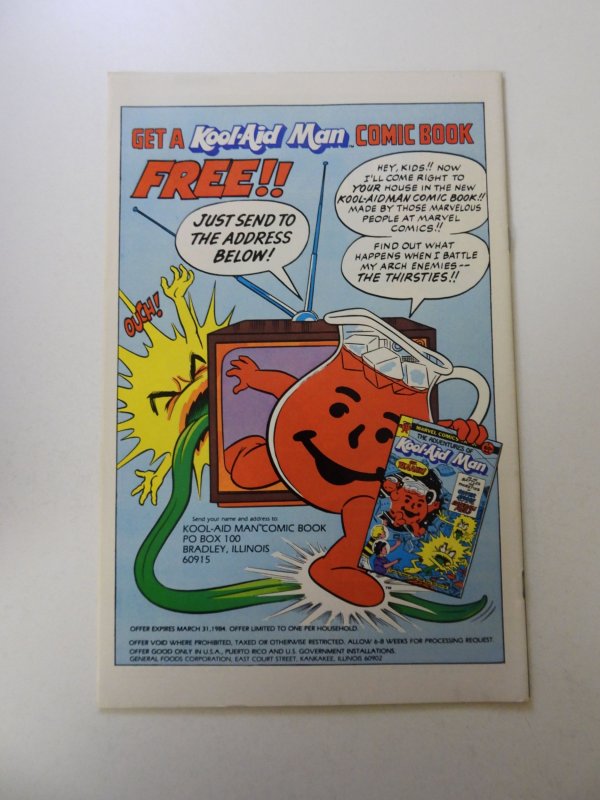 GET A Kool-Aid Man™ COMIC BOOK
FREE!!
HEY, KIDS!! NOW
I'LL COME RIGHT TO
YOUR HOUSE IN THE NEW
KOOL-AID MAN COMIC BOOK!!
MADE BY THOSE MARVELOUS
PEOPLE AT MARVEL
COMICS!!
JUST SEND TO
THE ADDRESS
BELOW!
FIND OUT WHAT
HAPPENS WHEN I BATTLE
MY ARCH ENEMIES--
THE THIRSTIES!!
OUCH!
MARVEL COMICS
THE ADVENTURES OF
Kool-Aid Man
Send your name and address to:
KOOL-AID MAN™ COMIC BOOK
PO BOX 100
BRADLEY, ILLINOIS
60915
OFFER EXPIRES MARCH 31, 1984. OFFER LIMITED TO ONE PER HOUSEHOLD.
OFFER VOID WHERE PROHIBITED, TAXED OR OTHERWISE RESTRICTED. ALLOW 6-8 WEEKS FOR PROCESSING REQUEST.
OFFER GOOD ONLY IN U.S.A., PUERTO RICO AND U.S. GOVERNMENT INSTALLATIONS.
GENERAL FOODS CORPORATION, EAST COURT STREET, KANKAKEE, ILLINOIS 60902